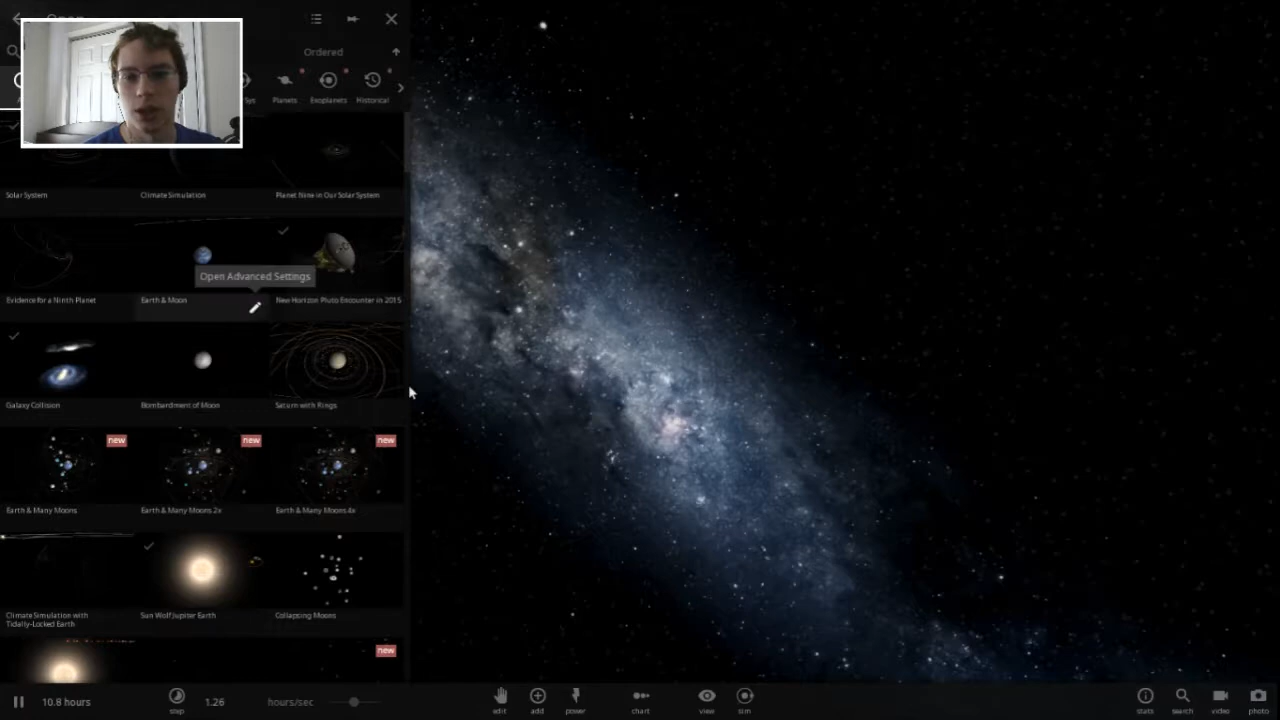 Open
Ordered
Sys
Planets
Exoplanets
Historical
Solar System
Climate Simulation
Planet Nine in Our Solar System
Open Advanced Settings
Evidence for a Ninth Planet
Earth & Moon
New Horizon Pluto Encounter in 2015
Galaxy Collision
Bombardment of Moon
Saturn with Rings
new
new
new
Earth & Many Moons
Earth & Many Moons 2x
Earth & Many Moons 4x
Climate Simulation with
Tidally-Locked Earth
Sun Wolf Jupiter Earth
Collapsing Moons
new
10.8 hours
step
1.26
hours/sec
edit
add
power
chart
view
sim
stats
search
video
photo